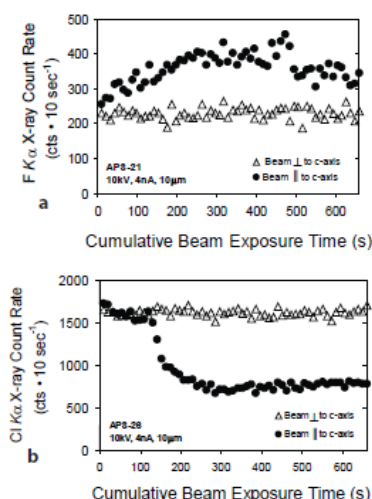 500
400
300
200
100
0
F Kα X-ray Count Rate
(cts • 10 sec⁻¹)
APS-21
10kV, 4nA, 10μm
△ Beam ⊥ to c-axis
● Beam ∥ to c-axis
a
0 100 200 300 400 500 600
Cumulative Beam Exposure Time (s)
2000
1500
1000
500
0
Cl Kα X-ray Count Rate
(cts • 10 sec⁻¹)
APS-26
10kV, 4nA, 10μm
△ Beam ⊥ to c-axis
● Beam ∥ to c-axis
b
0 100 200 300 400 500 600
Cumulative Beam Exposure Time (s)